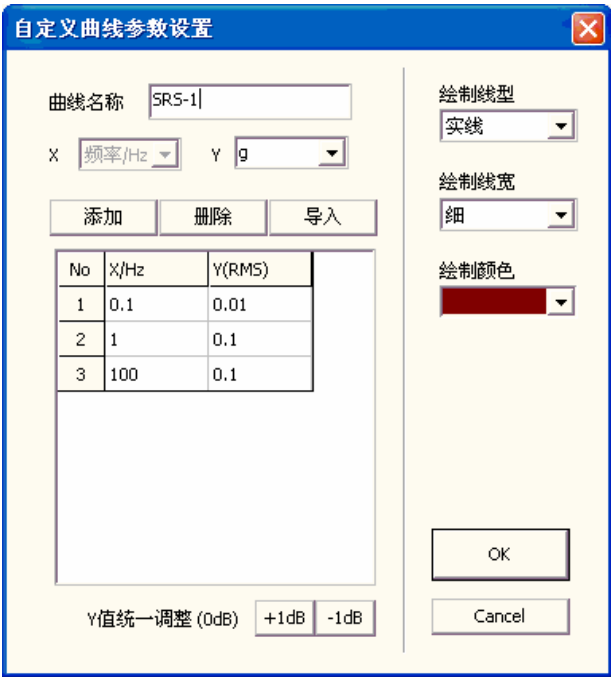 自定义曲线参数设置
曲线名称 SRS-1
X 频率/Hz Y g
添加 删除 导入
No X/Hz Y(RMS)
1 0.1 0.01
2 1 0.1
3 100 0.1
Y值统一调整(0dB) +1dB -1dB
绘制线型
实线
绘制线宽
细
绘制颜色
OK
Cancel